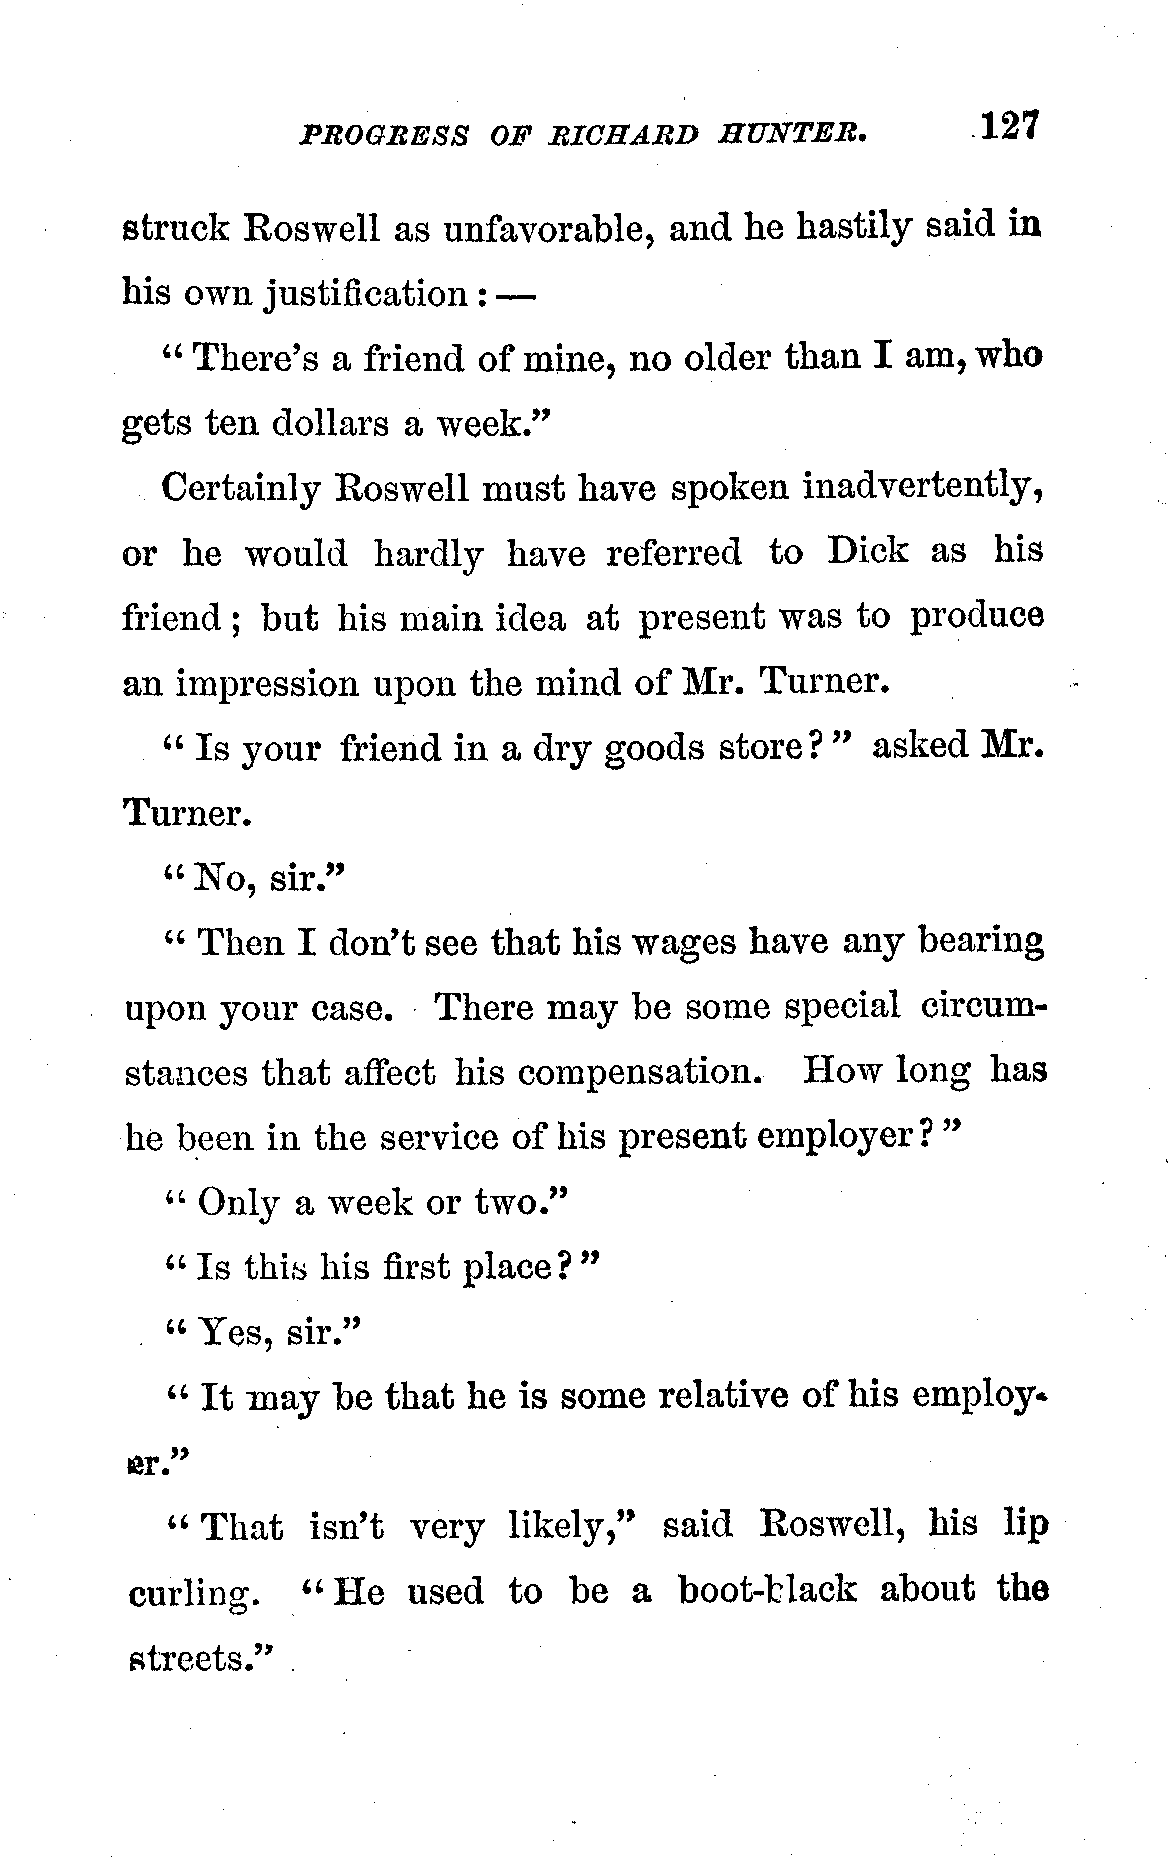 PROGRESS OF RICHARD HUNTER. 127
struck Roswell as unfavorable, and he hastily said in
his own justification: —
“There’s a friend of mine, no older than I am, who
gets ten dollars a week.”
Certainly Roswell must have spoken inadvertently,
or he would hardly have referred to Dick as his
friend; but his main idea at present was to produce
an impression upon the mind of Mr. Turner.
“Is your friend in a dry goods store?” asked Mr.
Turner.
“No, sir.”
“Then I don’t see that his wages have any bearing
upon your case. There may be some special circum-
stances that affect his compensation. How long has
he been in the service of his present employer?”
“Only a week or two.”
“Is this his first place?”
“Yes, sir.”
“It may be that he is some relative of his employ-
er.”
“That isn’t very likely,” said Roswell, his lip
curling. “He used to be a boot-black about the
streets.”